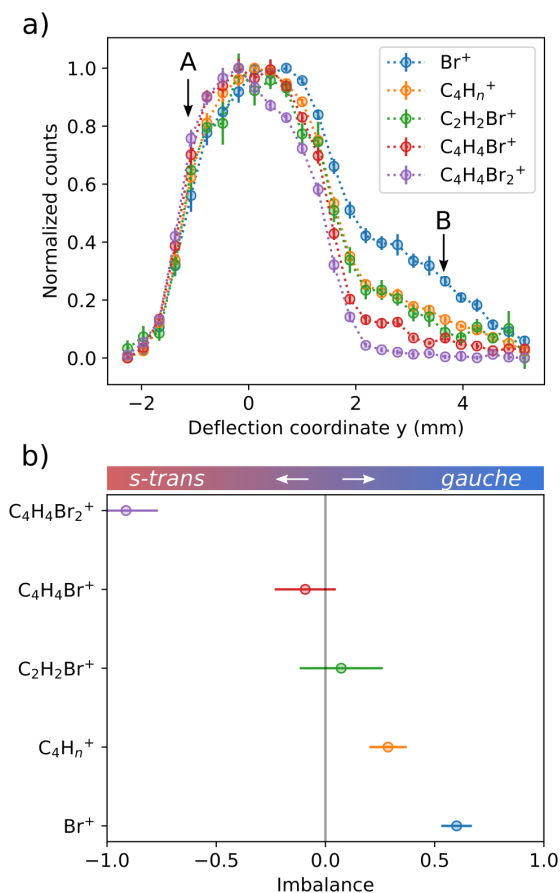 a)
A
B
Br⁺
C₄Hₙ⁺
C₂H₂Br⁺
C₄H₄Br⁺
C₄H₄Br₂⁺
Normalized counts
1.0
0.8
0.6
0.4
0.2
0.0
−2
0
2
4
Deflection coordinate y (mm)
b)
s-trans
gauche
C₄H₄Br₂⁺
C₄H₄Br⁺
C₂H₂Br⁺
C₄Hₙ⁺
Br⁺
−1.0
−0.5
0.0
0.5
1.0
Imbalance